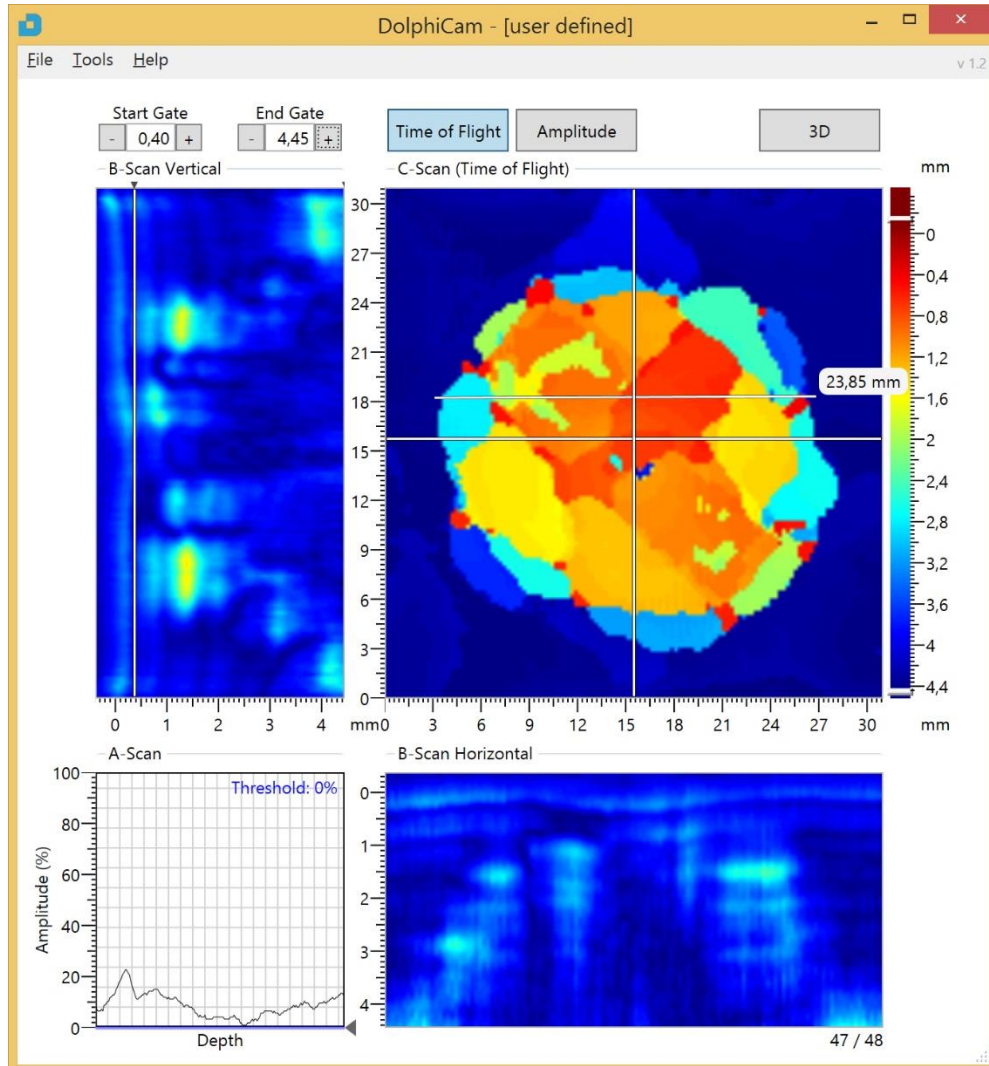 DolphiCam - [user defined]
File Tools Help
v 1.2
Start Gate End Gate
- 0,40 + - 4,45 +
Time of Flight Amplitude 3D
B-Scan Vertical C-Scan (Time of Flight) mm
30
27
24
21
18
15
12
9
6
3
0
23,85 mm
0
0,4
0,8
1,2
1,6
2
2,4
2,8
3,2
3,6
4
4,4
0 1 2 3 4 mm
0 3 6 9 12 15 18 21 24 27 30 mm
A-Scan B-Scan Horizontal
Threshold: 0%
100
80
60
40
20
0
Amplitude (%)
Depth
0
1
2
3
4
47 / 48